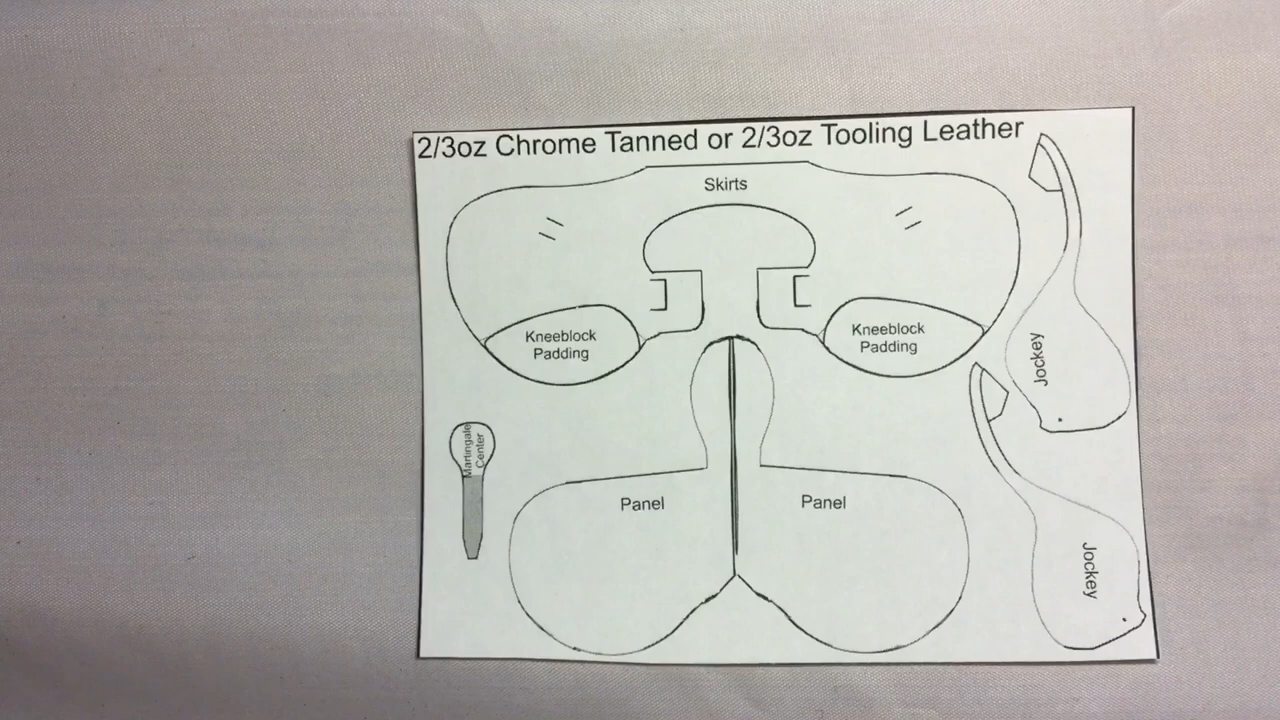 2/3oz Chrome Tanned or 2/3oz Tooling Leather
Skirts
Kneeblock
Padding
Kneeblock
Padding
Jockey
Martingale
Center
Panel
Panel
Jockey